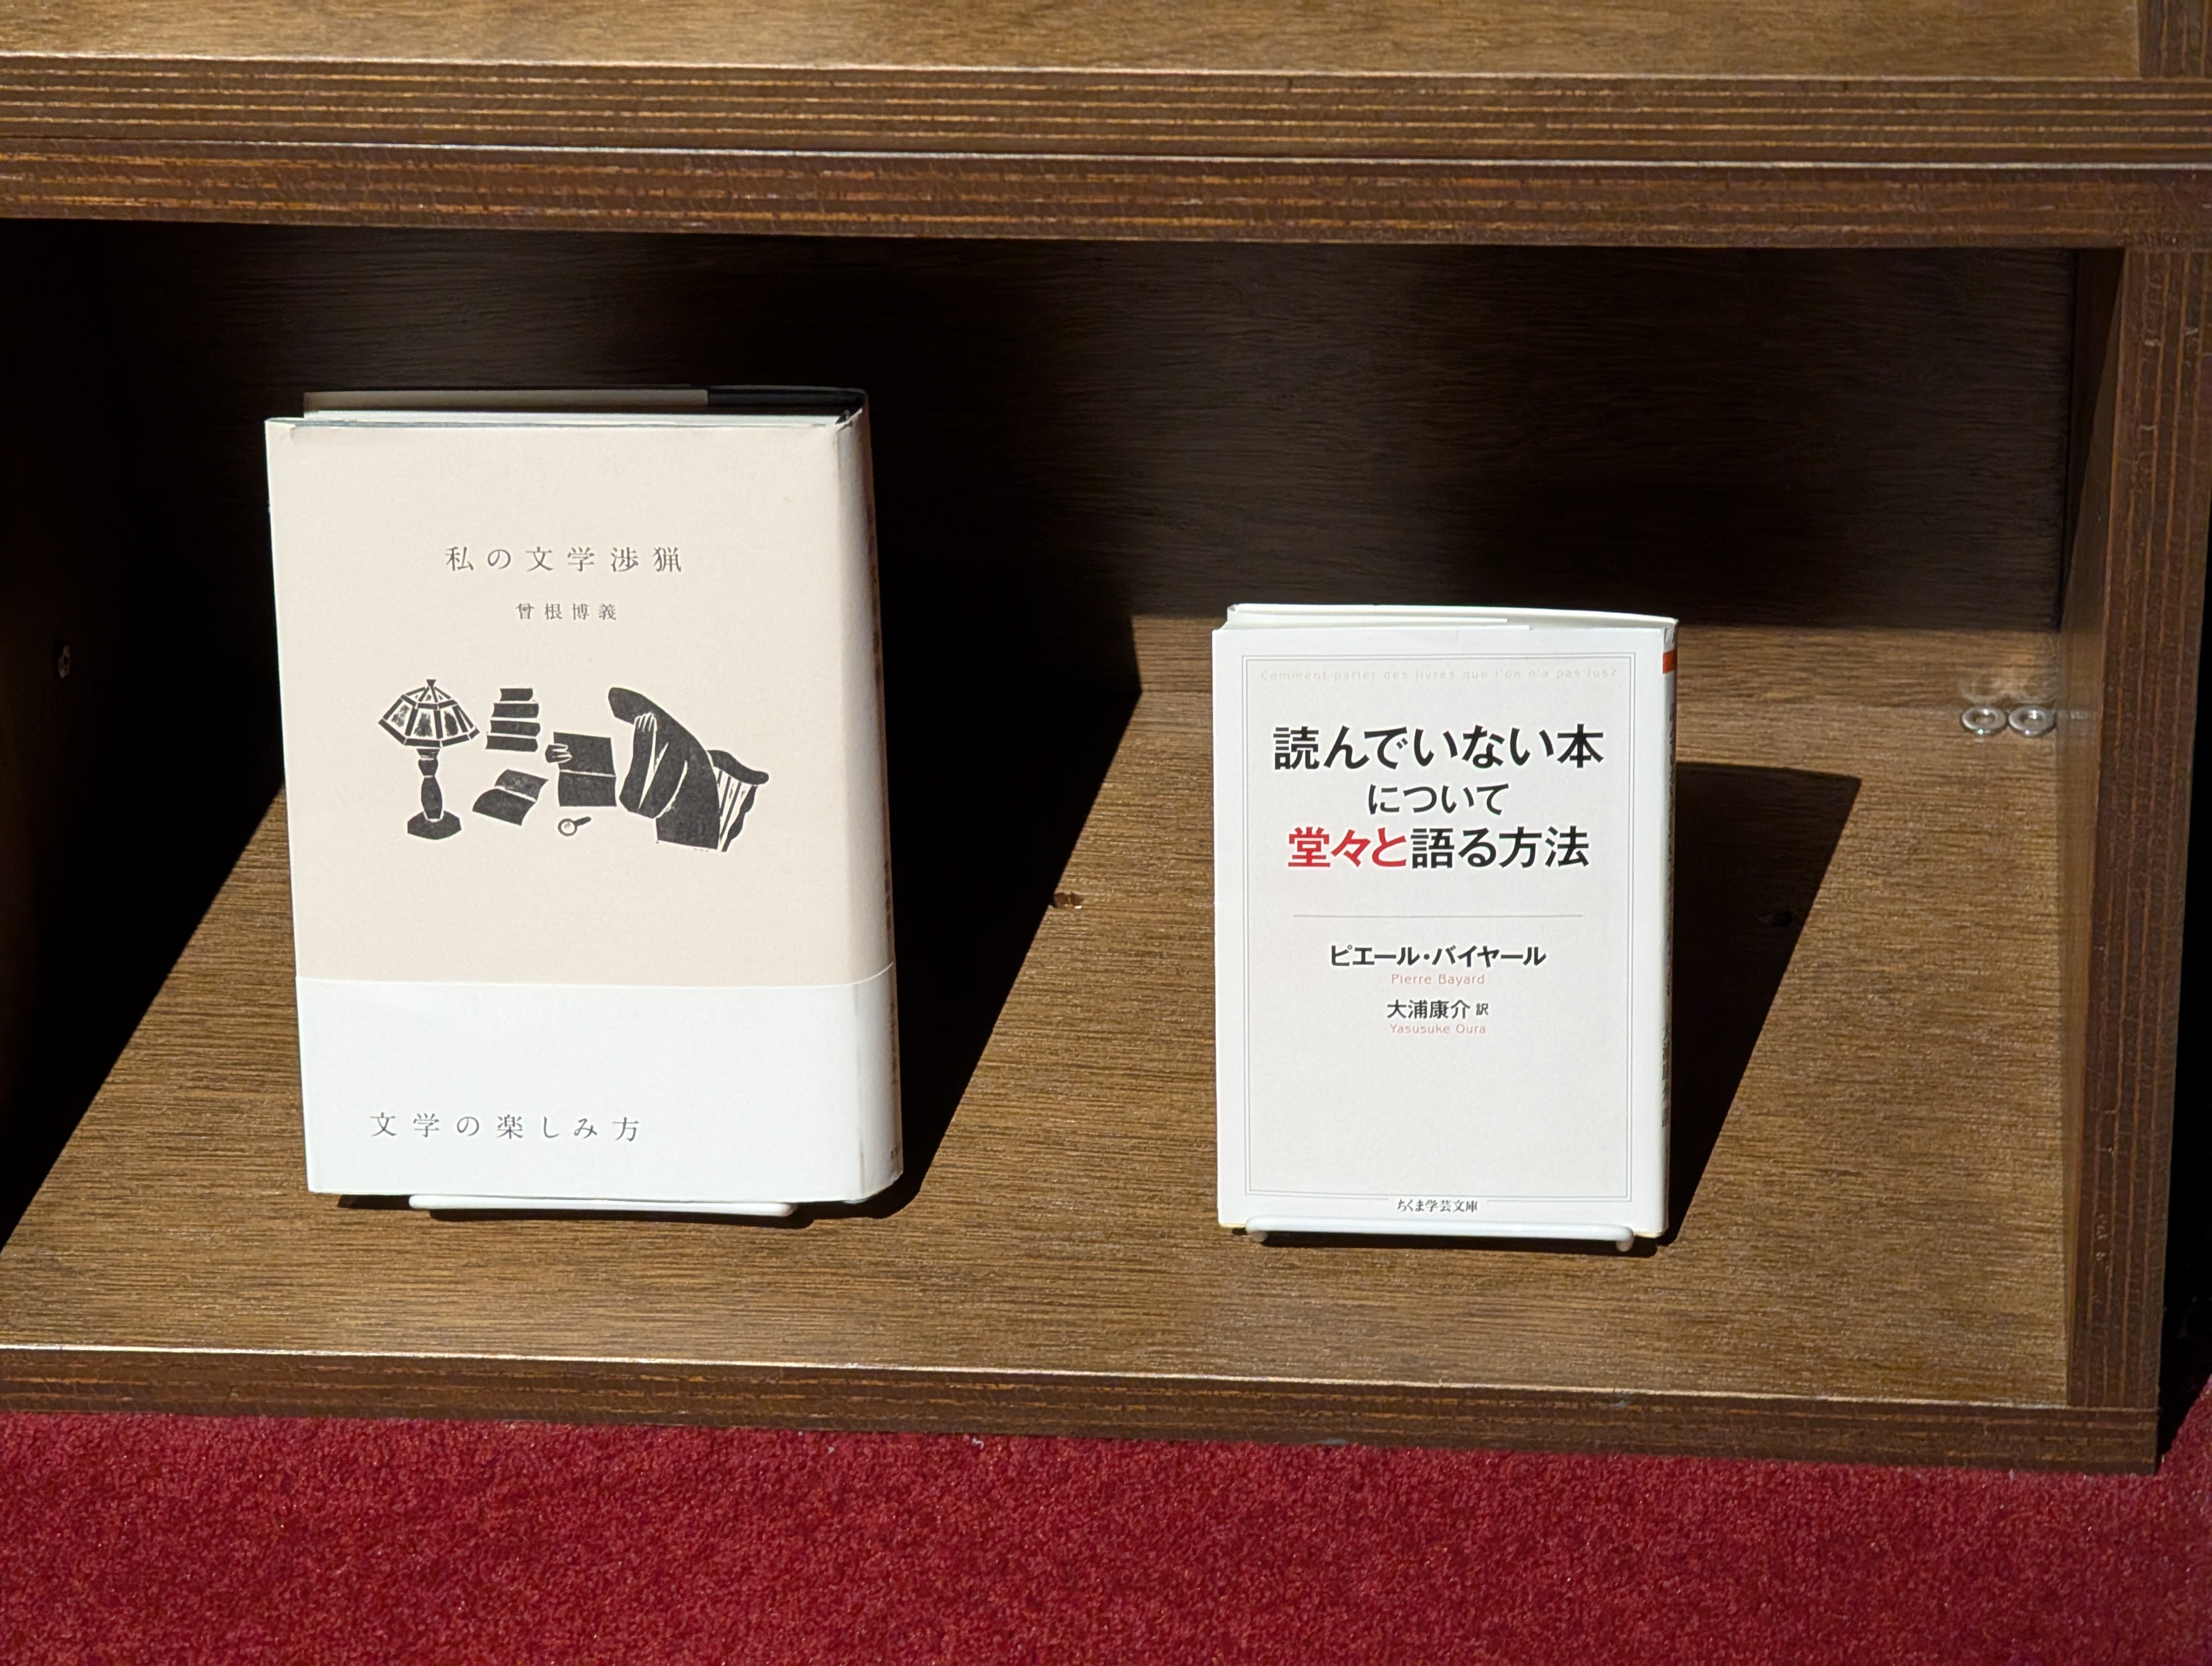 私の文学渉猟
曾根博義
文学の楽しみ方
Comment parler des livres que l'on n'a pas lus?
読んでいない本
について
堂々と語る方法
ピエール・バイヤール
Pierre Bayard
大浦康介 訳
Yasusuke Oura
ちくま学芸文庫